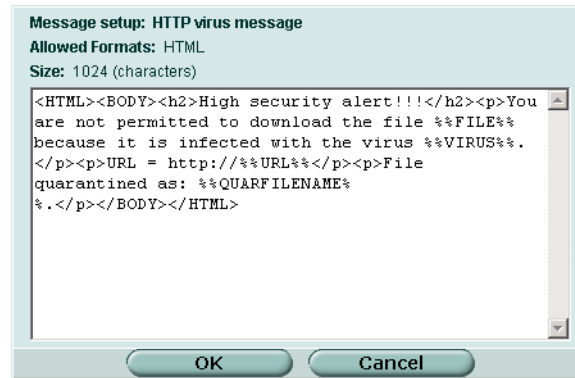 Message setup: HTTP virus message
Allowed Formats: HTML
Size: 1024 (characters)
<HTML><BODY><h2>High security alert!!!</h2><p>You
are not permitted to download the file %%FILE%%
because it is infected with the virus %%VIRUS%%.
</p><p>URL = http://%%URL%%</p><p>File
quarantined as: %%QUARFILENAME%
%.</p></BODY></HTML>
OK Cancel